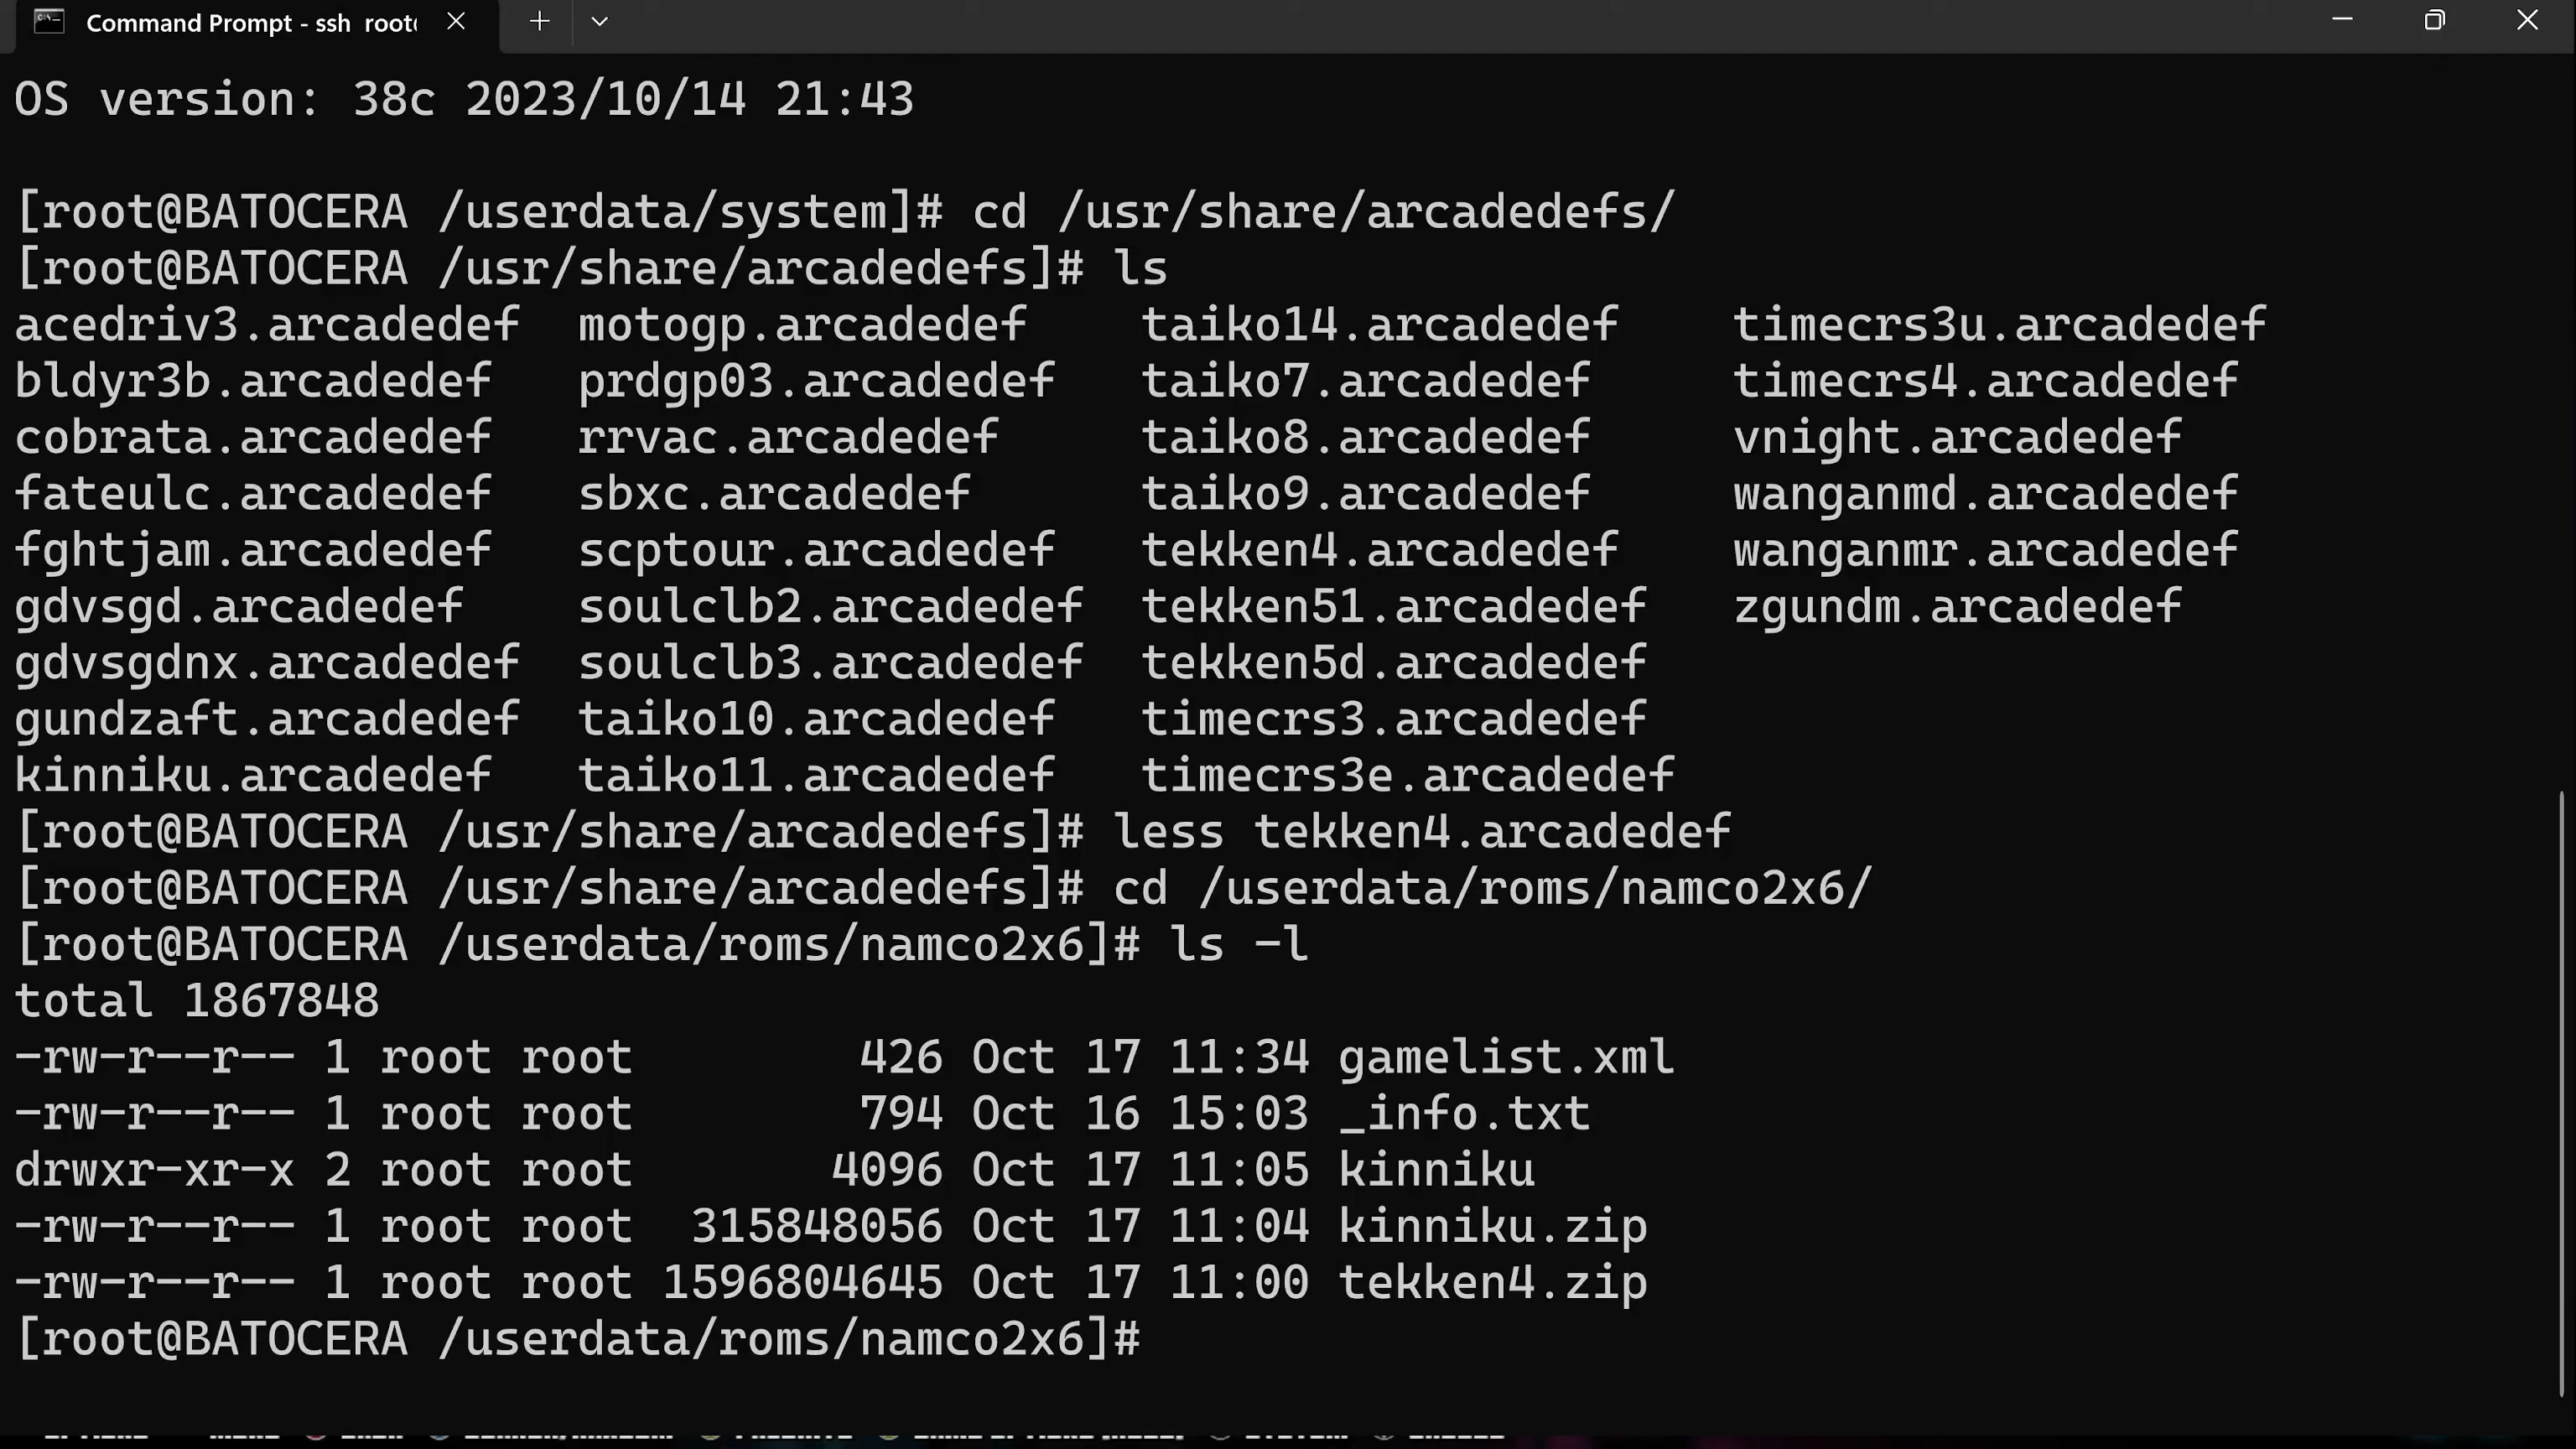 Command Prompt - ssh root
OS version: 38c 2023/10/14 21:43
[root@BATOCERA /userdata/system]# cd /usr/share/arcadedefs/
[root@BATOCERA /usr/share/arcadedefs]# ls
acedriv3.arcadedef motogp.arcadedef taiko14.arcadedef timecrs3u.arcadedef
bldyr3b.arcadedef prdgp03.arcadedef taiko7.arcadedef timecrs4.arcadedef
cobrata.arcadedef rrvac.arcadedef taiko8.arcadedef vnight.arcadedef
fateulc.arcadedef sbxc.arcadedef taiko9.arcadedef wanganmd.arcadedef
fghtjam.arcadedef scptour.arcadedef tekken4.arcadedef wanganmr.arcadedef
gdvsgd.arcadedef soulclb2.arcadedef tekken51.arcadedef zgundm.arcadedef
gdvsgdnx.arcadedef soulclb3.arcadedef tekken5d.arcadedef
gundzaft.arcadedef taiko10.arcadedef timecrs3.arcadedef
kinniku.arcadedef taiko11.arcadedef timecrs3e.arcadedef
[root@BATOCERA /usr/share/arcadedefs]# less tekken4.arcadedef
[root@BATOCERA /usr/share/arcadedefs]# cd /userdata/roms/namco2x6/
[root@BATOCERA /userdata/roms/namco2x6]# ls -l
total 1867848
-rw-r--r-- 1 root root 426 Oct 17 11:34 gamelist.xml
-rw-r--r-- 1 root root 794 Oct 16 15:03 _info.txt
drwxr-xr-x 2 root root 4096 Oct 17 11:05 kinniku
-rw-r--r-- 1 root root 315848056 Oct 17 11:04 kinniku.zip
-rw-r--r-- 1 root root 1596804645 Oct 17 11:00 tekken4.zip
[root@BATOCERA /userdata/roms/namco2x6]#